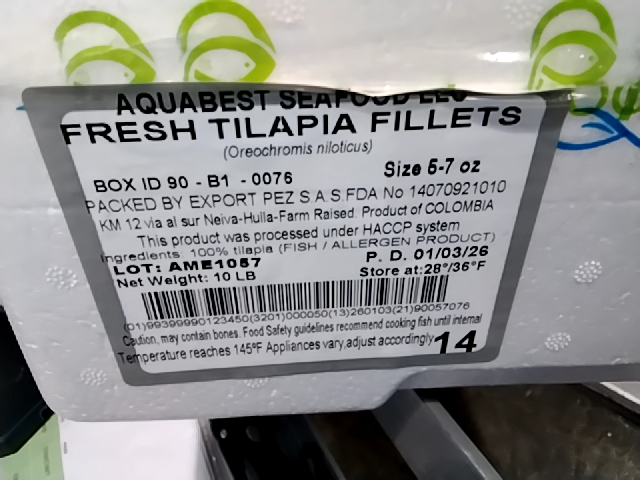 AQUABEST SEAFOOD LLC
FRESH TILAPIA FILLETS
(Oreochromis niloticus)
BOX ID 90 - B1 - 0076 Size 5-7 oz
PACKED BY EXPORT PEZ S.A.S.FDA No 14070921010
KM 12 via al sur Neiva-Huila-Farm Raised. Product of COLOMBIA
This product was processed under HACCP system
Ingredients: 100% tilapia (FISH / ALLERGEN PRODUCT)
LOT: AME1057 P. D. 01/03/26
Net Weight: 10 LB Store at:28°/36°F
(01)99399990123450(3201)000050(13)260103(21)90057076
Caution, may contain bones. Food Safety guidelines recommend cooking fish until internal
Temperature reaches 145°F Appliances vary,adjust accordingly 14